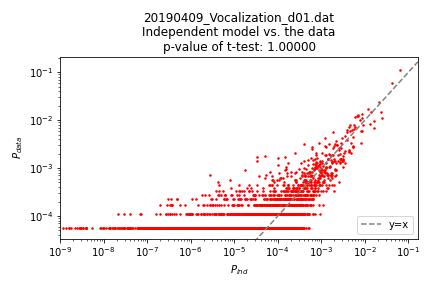 20190409_Vocalization_d01.dat
Independent model vs. the data
p-value of t-test: 1.00000
10⁻¹
10⁻²
10⁻³
10⁻⁴
P_data
y=x
10⁻⁹ 10⁻⁸ 10⁻⁷ 10⁻⁶ 10⁻⁵ 10⁻⁴ 10⁻³ 10⁻² 10⁻¹
P_ind